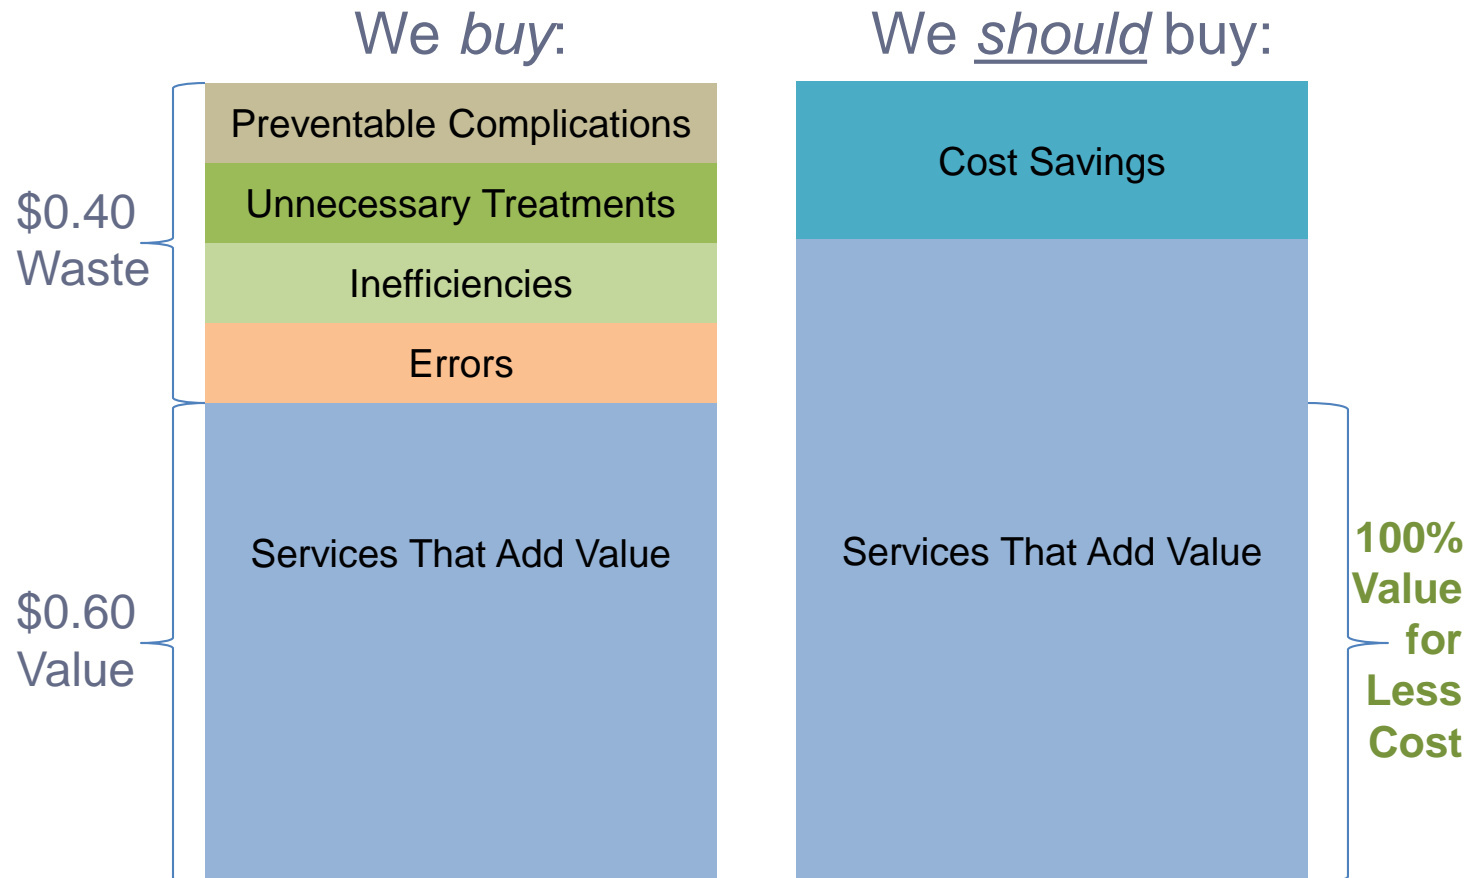 We buy:
We should buy:
$0.40
Waste
Preventable Complications
Unnecessary Treatments
Inefficiencies
Errors
$0.60
Value
Services That Add Value
Cost Savings
Services That Add Value
100%
Value
for
Less
Cost